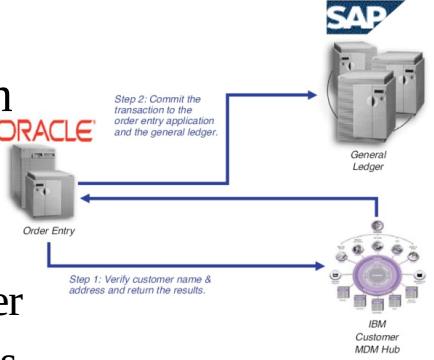 SAP
n
Step 2: Commit the
transaction to the
order entry application
and the general ledger.
ORACLE
General
Ledger
Order Entry
Step 1: Verify customer name &
address and return the results.
er
IBM
Customer
MDM Hub